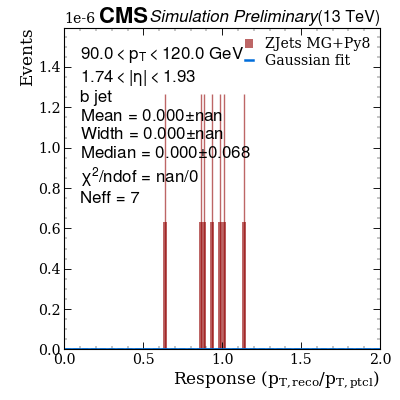 1e-6 CMS Simulation Preliminary (13 TeV)
Events
90.0 < p_T < 120.0 GeV
1.74 < |η| < 1.93
b jet
Mean = 0.000±nan
Width = 0.000±nan
Median = 0.000±0.068
χ²/ndof = nan/0
Neff = 7
ZJets MG+Py8
Gaussian fit
1.4
1.2
1.0
0.8
0.6
0.4
0.2
0.0
0.0 0.5 1.0 1.5 2.0
Response (p_T,reco/p_T,ptcl)